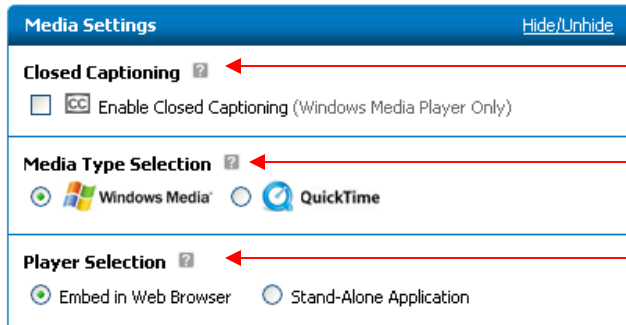 Media Settings Hide/Unhide
Closed Captioning ?
CC Enable Closed Captioning (Windows Media Player Only)
Media Type Selection ?
Windows Media QuickTime
Player Selection ?
Embed in Web Browser Stand-Alone Application